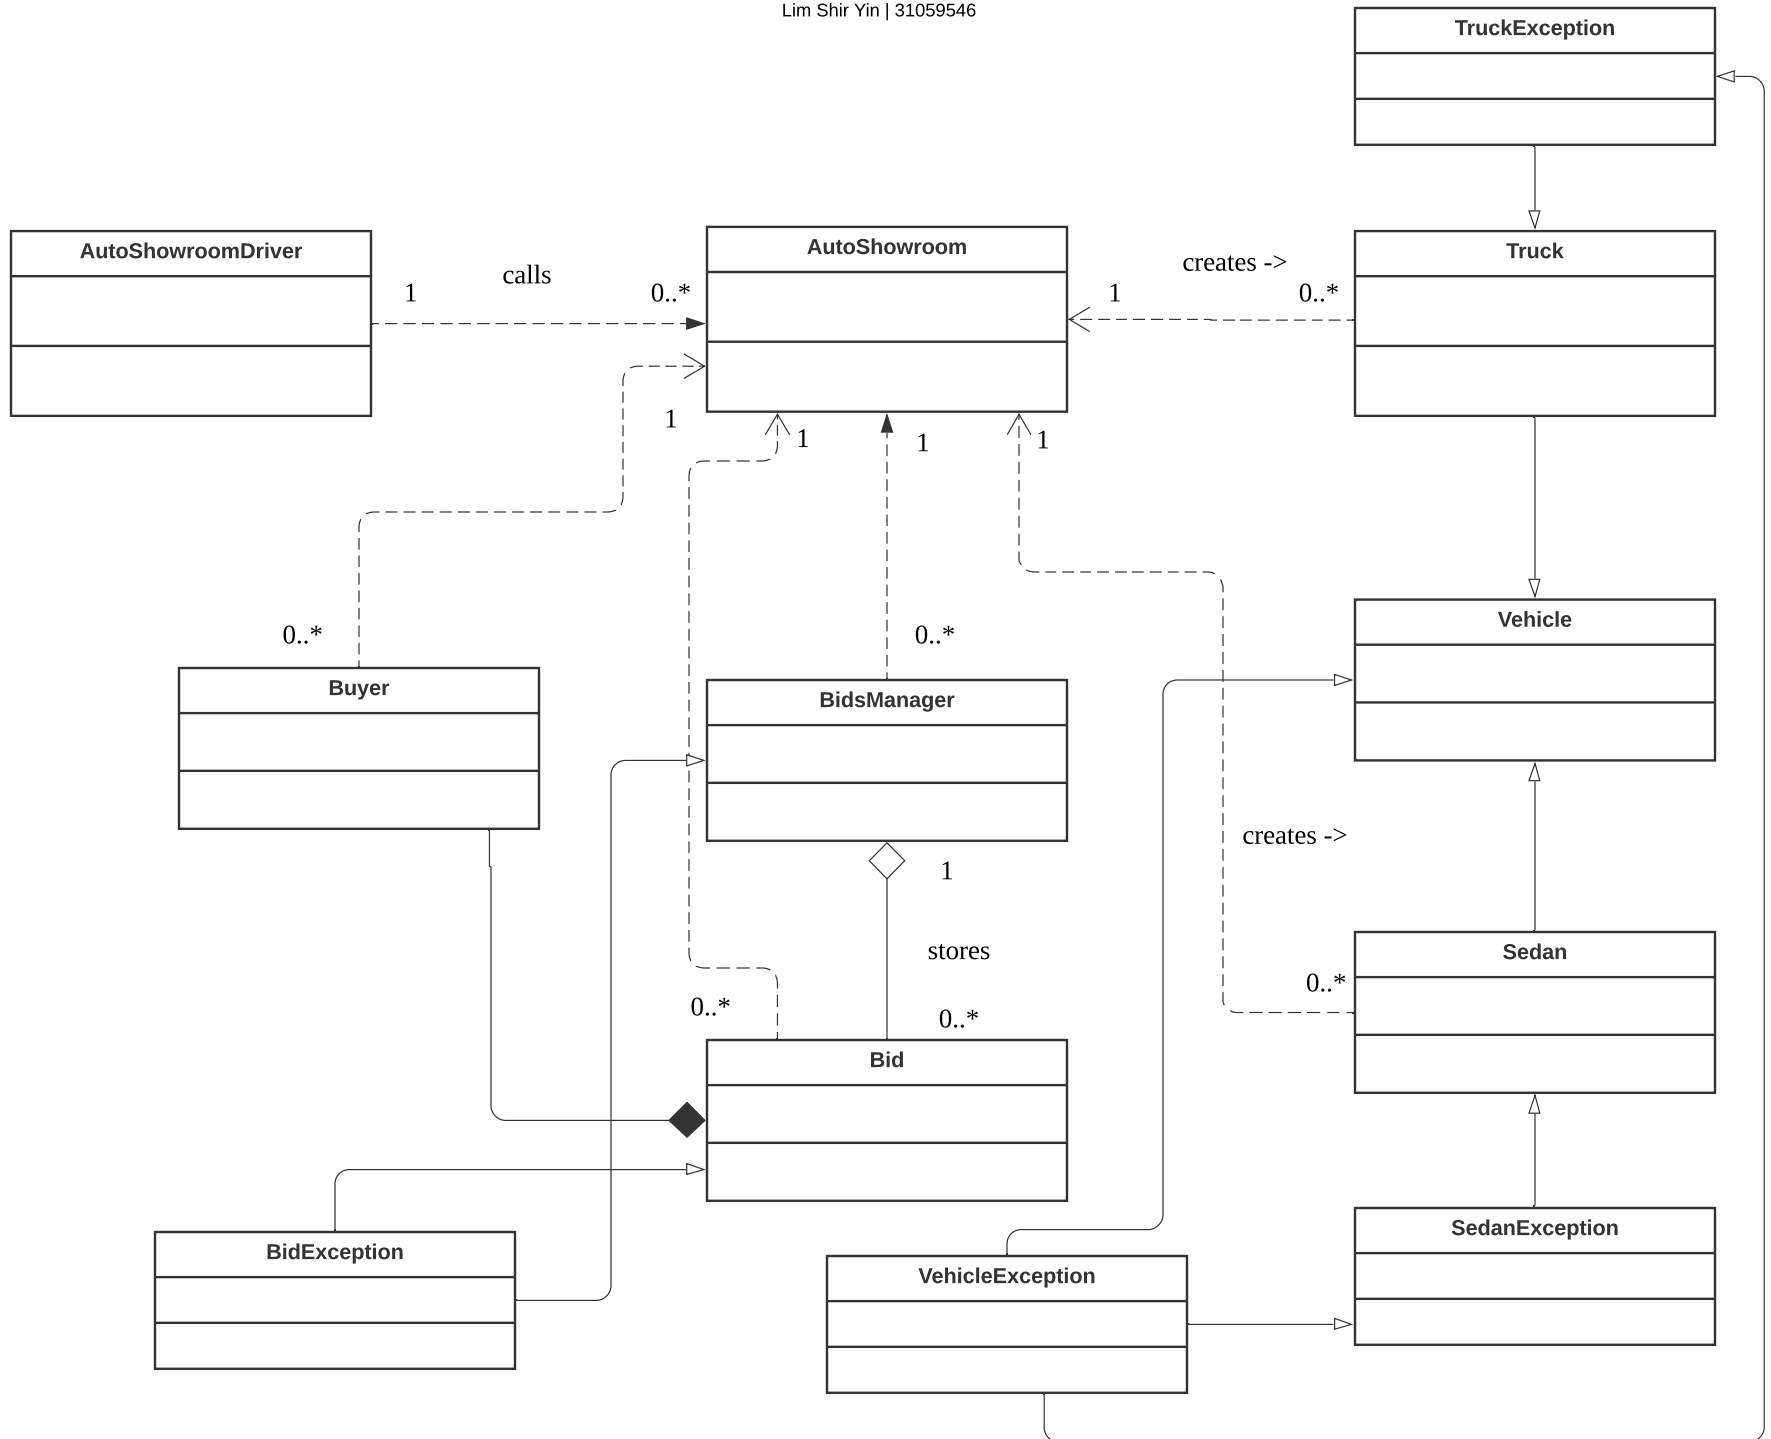 Lim Shir Yin | 31059546
TruckException
AutoShowroomDriver
AutoShowroom
Truck
calls
creates ->
1
0..*
1
0..*
1
1
1
1
0..*
0..*
Vehicle
Buyer
BidsManager
creates ->
1
stores
Sedan
0..*
0..*
0..*
Bid
SedanException
BidException
VehicleException